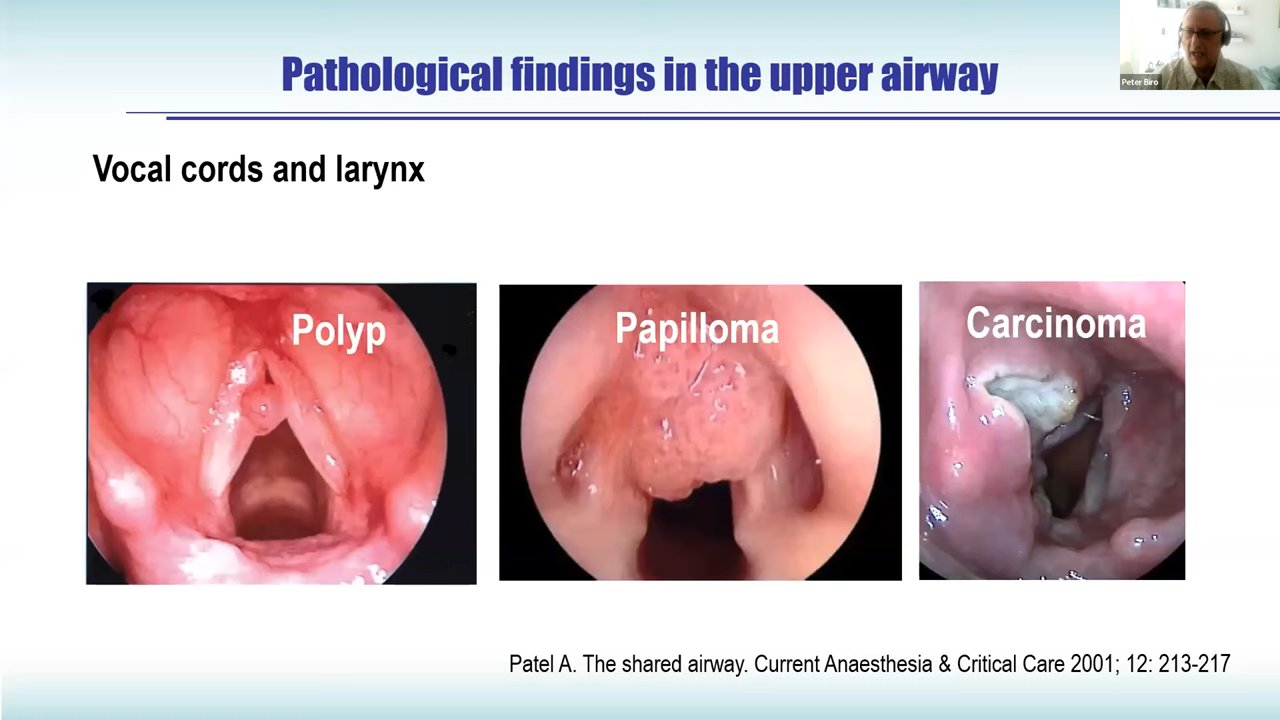 Pathological findings in the upper airway
Peter Biro
Vocal cords and larynx
Polyp
Papilloma
Carcinoma
Patel A. The shared airway. Current Anaesthesia & Critical Care 2001; 12: 213-217